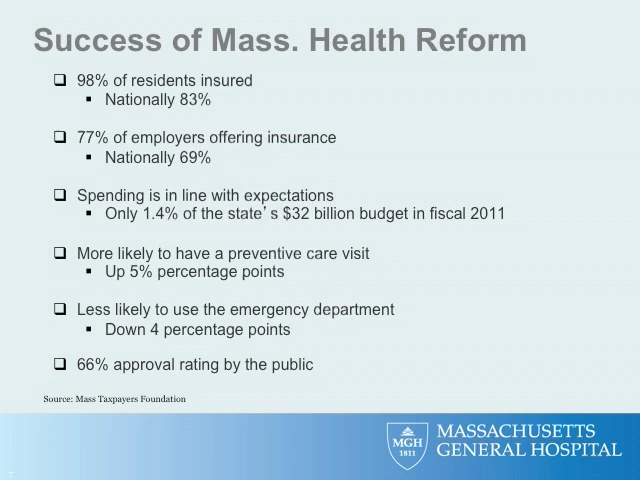 Success of Mass. Health Reform
❑ 98% of residents insured
▪ Nationally 83%
❑ 77% of employers offering insurance
▪ Nationally 69%
❑ Spending is in line with expectations
▪ Only 1.4% of the state’s $32 billion budget in fiscal 2011
❑ More likely to have a preventive care visit
▪ Up 5% percentage points
❑ Less likely to use the emergency department
▪ Down 4 percentage points
❑ 66% approval rating by the public
Source: Mass Taxpayers Foundation
MGH
1811
MASSACHUSETTS
GENERAL HOSPITAL
7